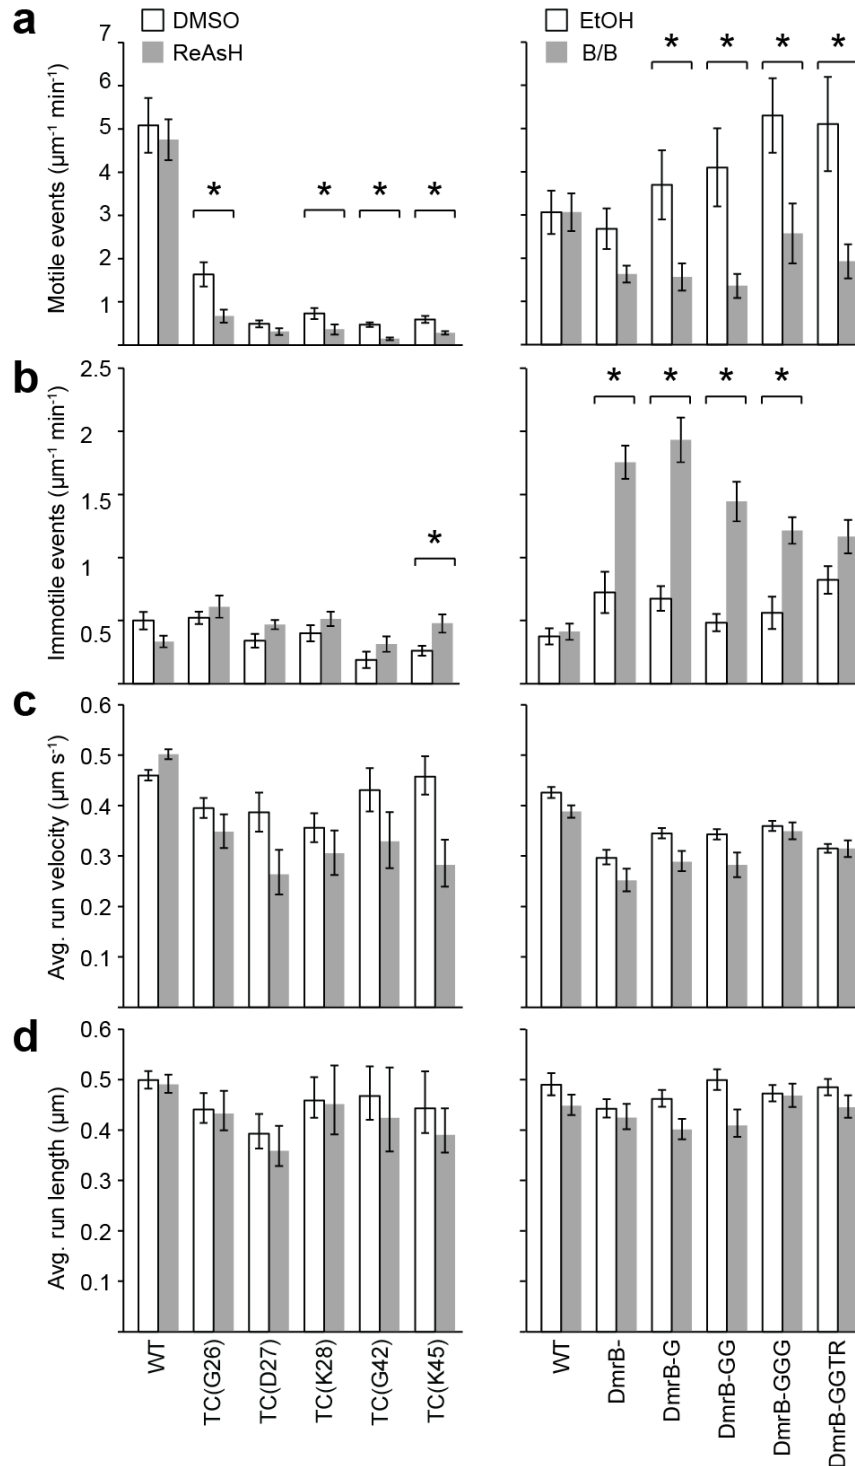 a
DMSO
ReAsH
EtOH
B/B
Motile events (µm⁻¹ min⁻¹)
7
6
5
4
3
2
1
*
*
*
*
*
*
*
*
b
Immotile events (µm⁻¹ min⁻¹)
2.5
2
1.5
1
0.5
*
*
*
*
*
c
Avg. run velocity (µm s⁻¹)
0.6
0.5
0.4
0.3
0.2
0.1
d
Avg. run length (µm)
0.6
0.5
0.4
0.3
0.2
0.1
WT
TC(G26)
TC(D27)
TC(K28)
TC(G42)
TC(K45)
WT
DmrB-
DmrB-G
DmrB-GG
DmrB-GGG
DmrB-GGTR